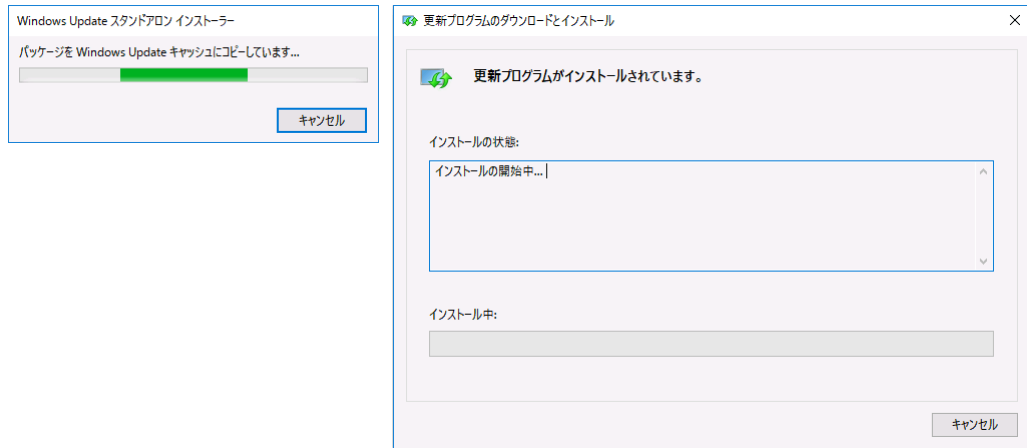 Windows Update スタンドアロン インストーラー
パッケージを Windows Update キャッシュにコピーしています...
キャンセル
更新プログラムのダウンロードとインストール
更新プログラムがインストールされています。
インストールの状態:
インストールの開始中...
インストール中:
キャンセル